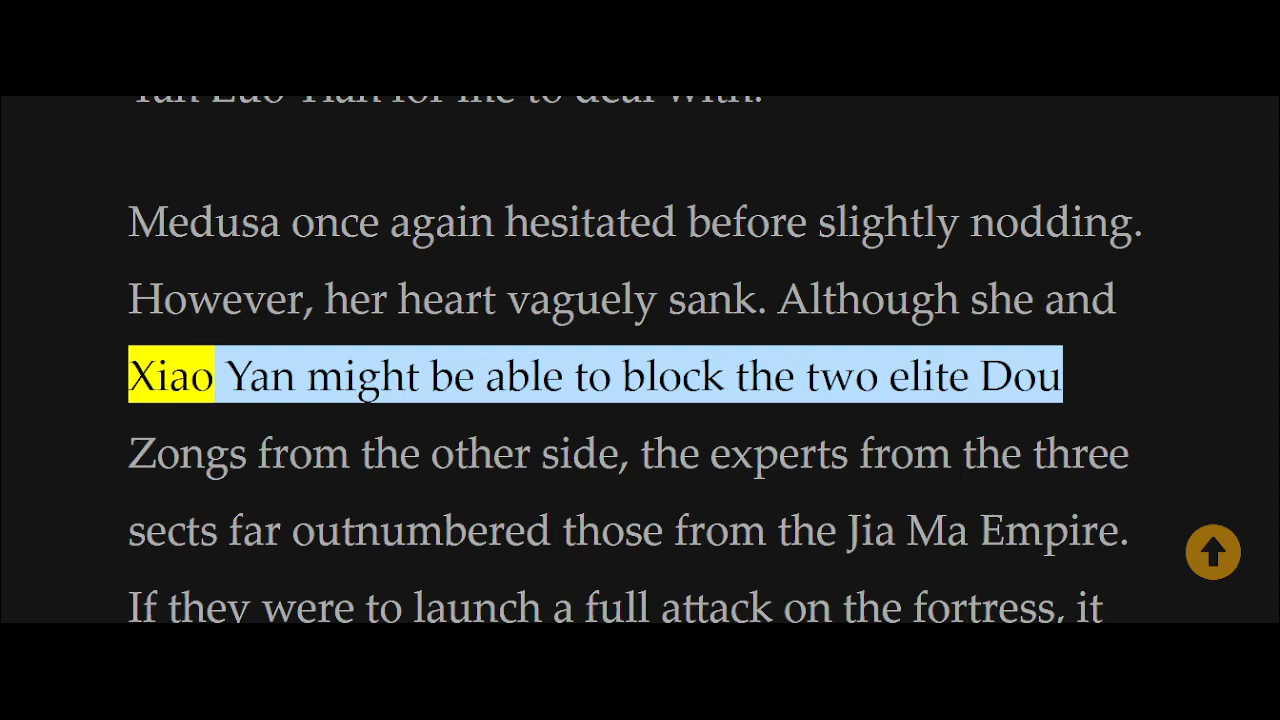 Medusa once again hesitated before slightly nodding.
However, her heart vaguely sank. Although she and
Xiao Yan might be able to block the two elite Dou
Zongs from the other side, the experts from the three
sects far outnumbered those from the Jia Ma Empire.
If they were to launch a full attack on the fortress, it